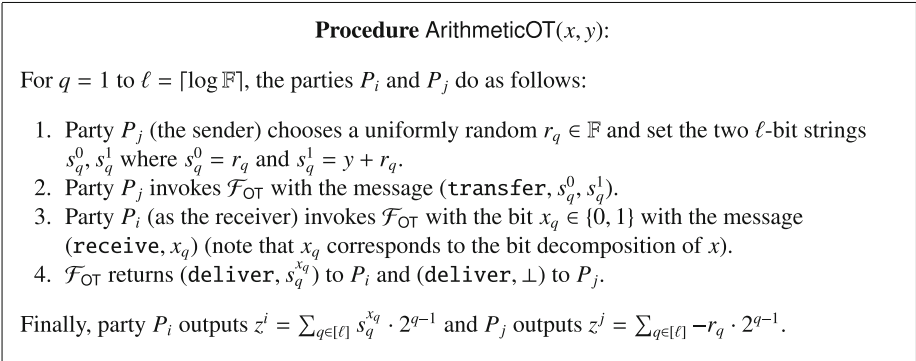 Procedure ArithmeticOT(x, y):
For q = 1 to ℓ = ⌈log 𝔽⌉, the parties P_i and P_j do as follows:
1. Party P_j (the sender) chooses a uniformly random r_q ∈ 𝔽 and set the two ℓ-bit strings
s_q^0, s_q^1 where s_q^0 = r_q and s_q^1 = y + r_q.
2. Party P_j invokes ℱ_OT with the message (transfer, s_q^0, s_q^1).
3. Party P_i (as the receiver) invokes ℱ_OT with the bit x_q ∈ {0, 1} with the message
(receive, x_q) (note that x_q corresponds to the bit decomposition of x).
4. ℱ_OT returns (deliver, s_q^{x_q}) to P_i and (deliver, ⊥) to P_j.
Finally, party P_i outputs z^i = ∑_{q∈[ℓ]} s_q^{x_q} · 2^{q−1} and P_j outputs z^j = ∑_{q∈[ℓ]} −r_q · 2^{q−1}.